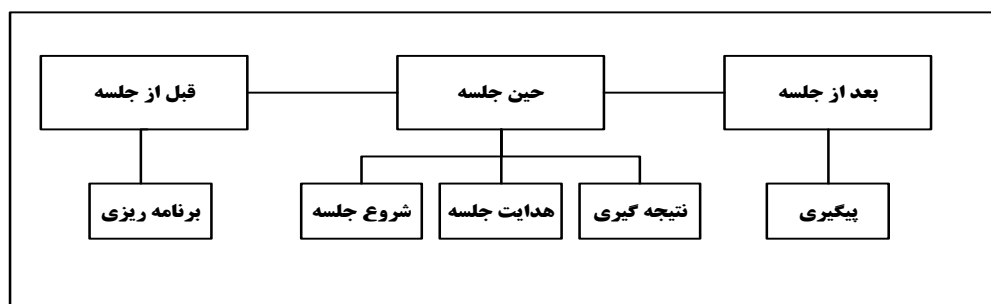 قبل از جلسه
حین جلسه
بعد از جلسه
برنامه ریزی
شروع جلسه
هدایت جلسه
نتیجه گیری
پیگیری